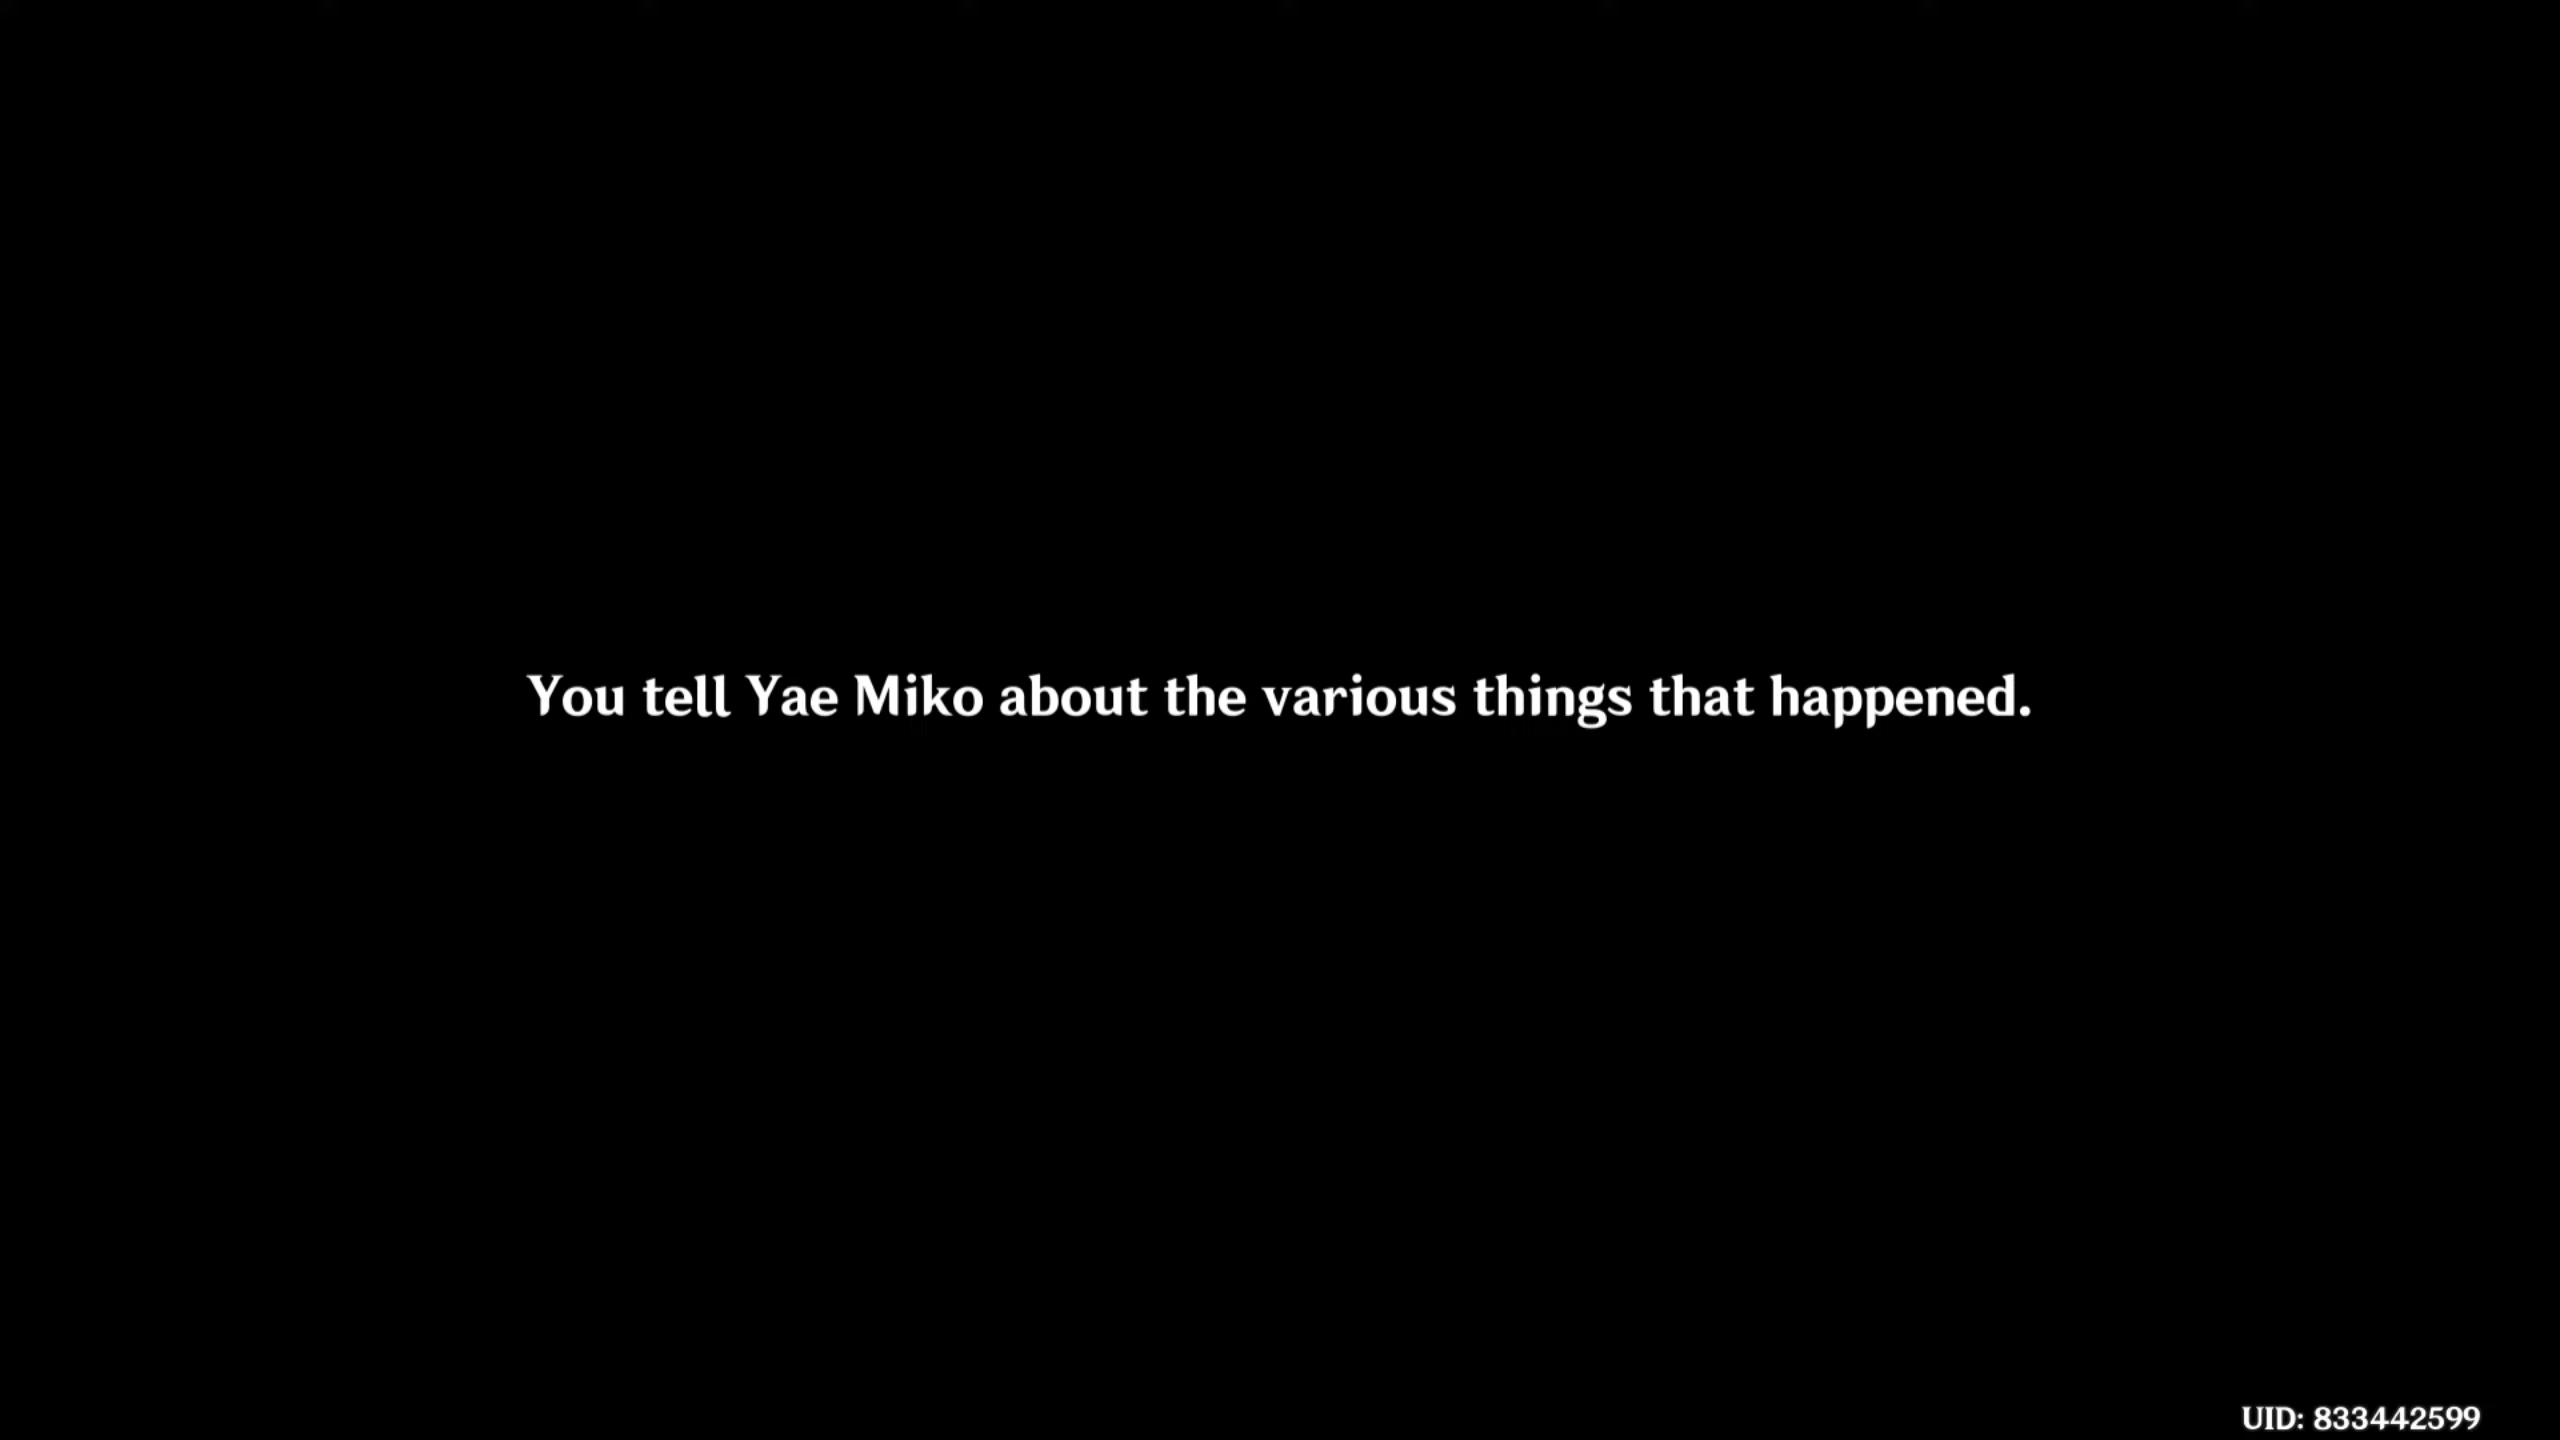 You tell Yae Miko about the various things that happened.
UID: 833442599